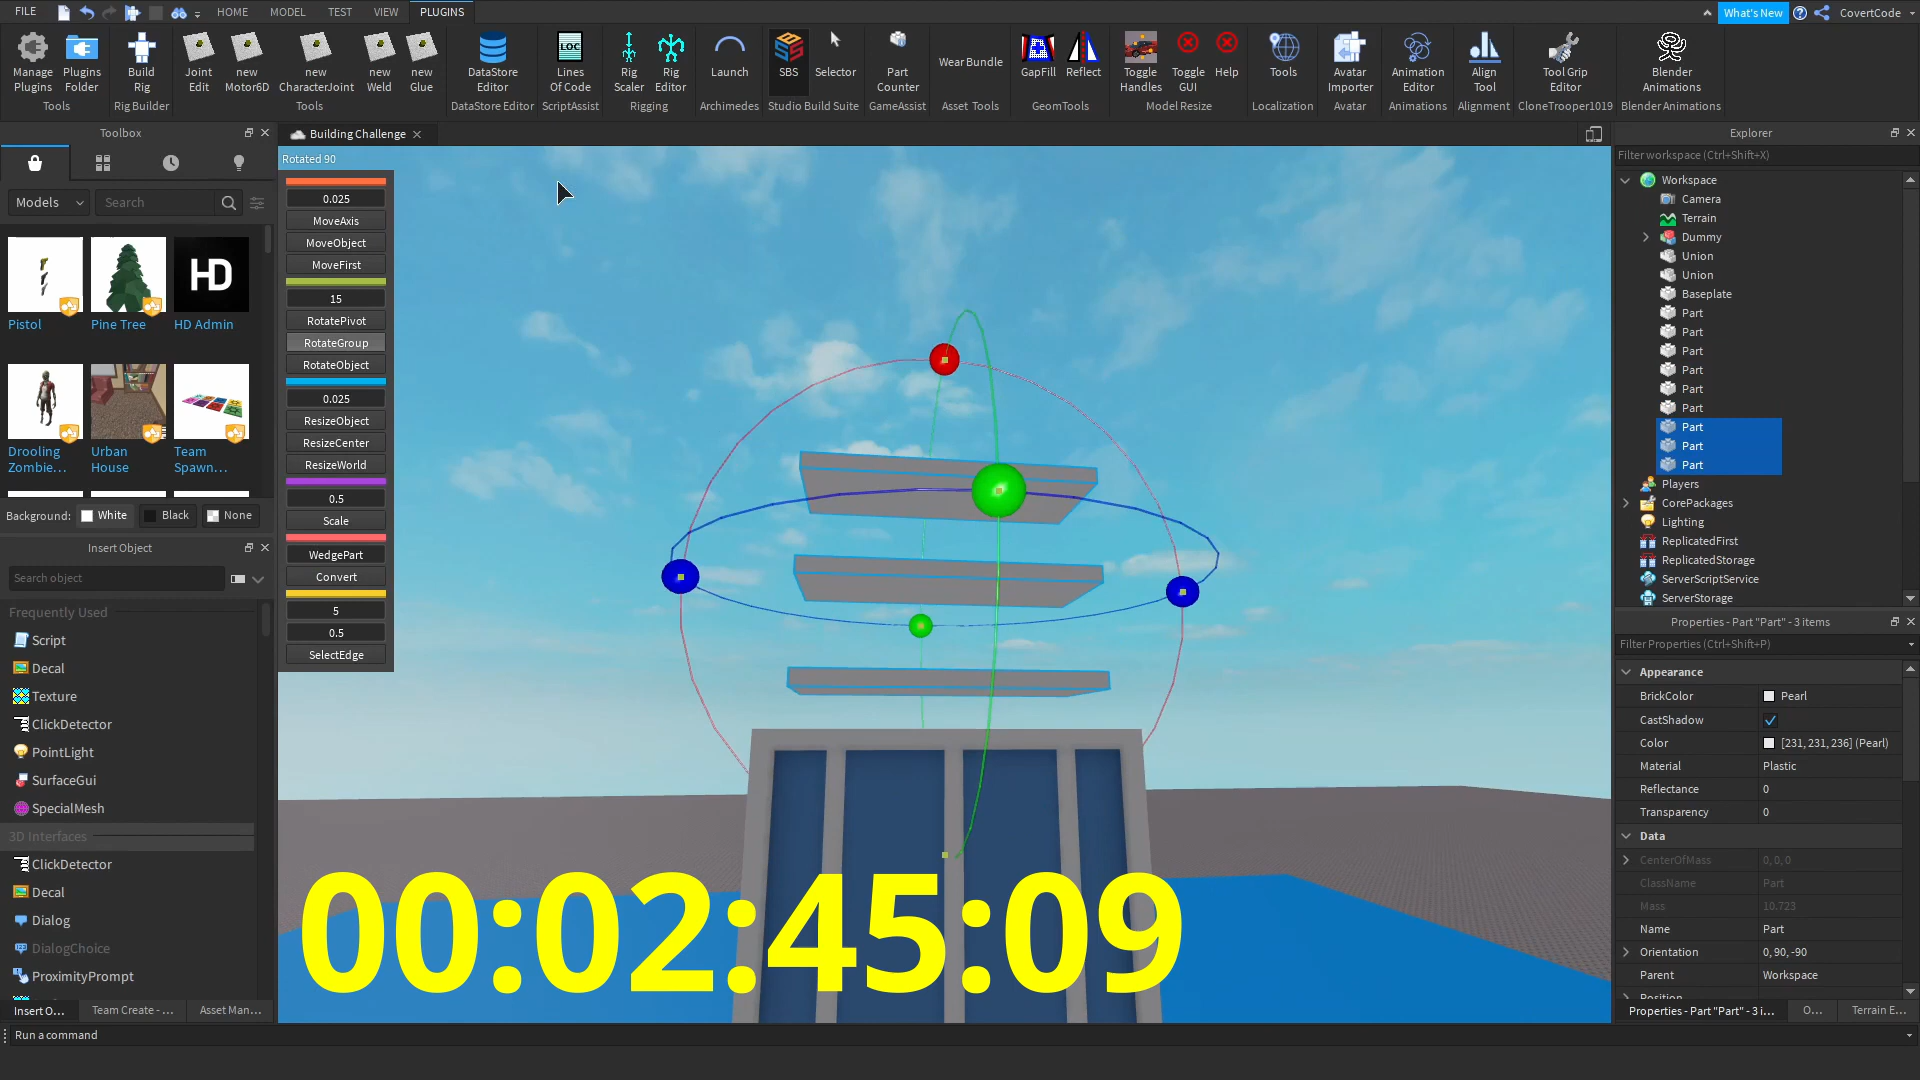 FILE
HOME
MODEL
TEST
VIEW
PLUGINS
What's New
CovertCode
Manage Plugins
Plugins Folder
Tools
Build Rig
Rig Builder
Joint Edit
new Motor6D
new CharacterJoint
new Weld
new Glue
Tools
DataStore Editor
DataStore Editor
LOC
Lines Of Code
ScriptAssist
Rig Scaler
Rig Editor
Rigging
Launch
Archimedes
SBS
Selector
Studio Build Suite
Part Counter
GameAssist
Wear Bundle
Asset Tools
GapFill
Reflect
GeomTools
Toggle Handles
Toggle GUI
Help
Model Resize
Tools
Localization
Avatar Importer
Avatar
Animation Editor
Animations
Align Tool
Alignment
Tool Grip Editor
CloneTrooper1019
Blender Animations
Blender Animations
Toolbox
Models
Search
HD
Pistol
Pine Tree
HD Admin
Drooling Zombie...
Urban House
Team Spawn...
Background:
White
Black
None
Insert Object
Search object
Frequently Used
Script
Decal
Texture
ClickDetector
PointLight
SurfaceGui
SpecialMesh
3D Interfaces
ClickDetector
Decal
Dialog
DialogChoice
ProximityPrompt
Insert O...
Team Create - ...
Asset Man...
Run a command
Building Challenge
Rotated 90
0.025
MoveAxis
MoveObject
MoveFirst
15
RotatePivot
RotateGroup
RotateObject
0.025
ResizeObject
ResizeCenter
ResizeWorld
0.5
Scale
WedgePart
Convert
5
0.5
SelectEdge
00:02:45:09
Explorer
Filter workspace (Ctrl+Shift+X)
Workspace
Camera
Terrain
Dummy
Union
Union
Baseplate
Part
Part
Part
Part
Part
Part
Part
Part
Part
Players
CorePackages
Lighting
ReplicatedFirst
ReplicatedStorage
ServerScriptService
ServerStorage
Properties - Part "Part" - 3 items
Filter Properties (Ctrl+Shift+P)
Appearance
BrickColor Pearl
CastShadow
Color [231, 231, 236] (Pearl)
Material Plastic
Reflectance 0
Transparency 0
Data
CenterOfMass 0, 0, 0
ClassName Part
Mass 10.723
Name Part
Orientation 0, 90, -90
Parent Workspace
Position
Properties - Part "Part" - 3 i...
O...
Terrain E...